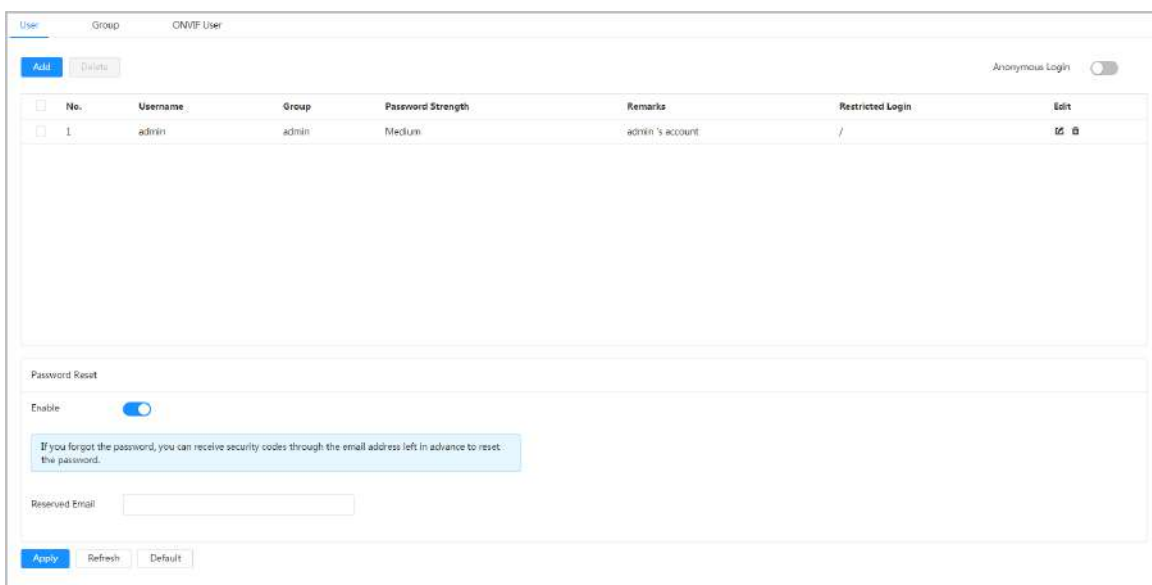 User Group ONVIF User
Add Delete Anonymous Login
No. Username Group Password Strength Remarks Restricted Login Edit
1 admin admin Medium admin 's account /
Password Reset
Enable
If you forgot the password, you can receive security codes through the email address left in advance to reset
the password.
Reserved Email
Apply Refresh Default